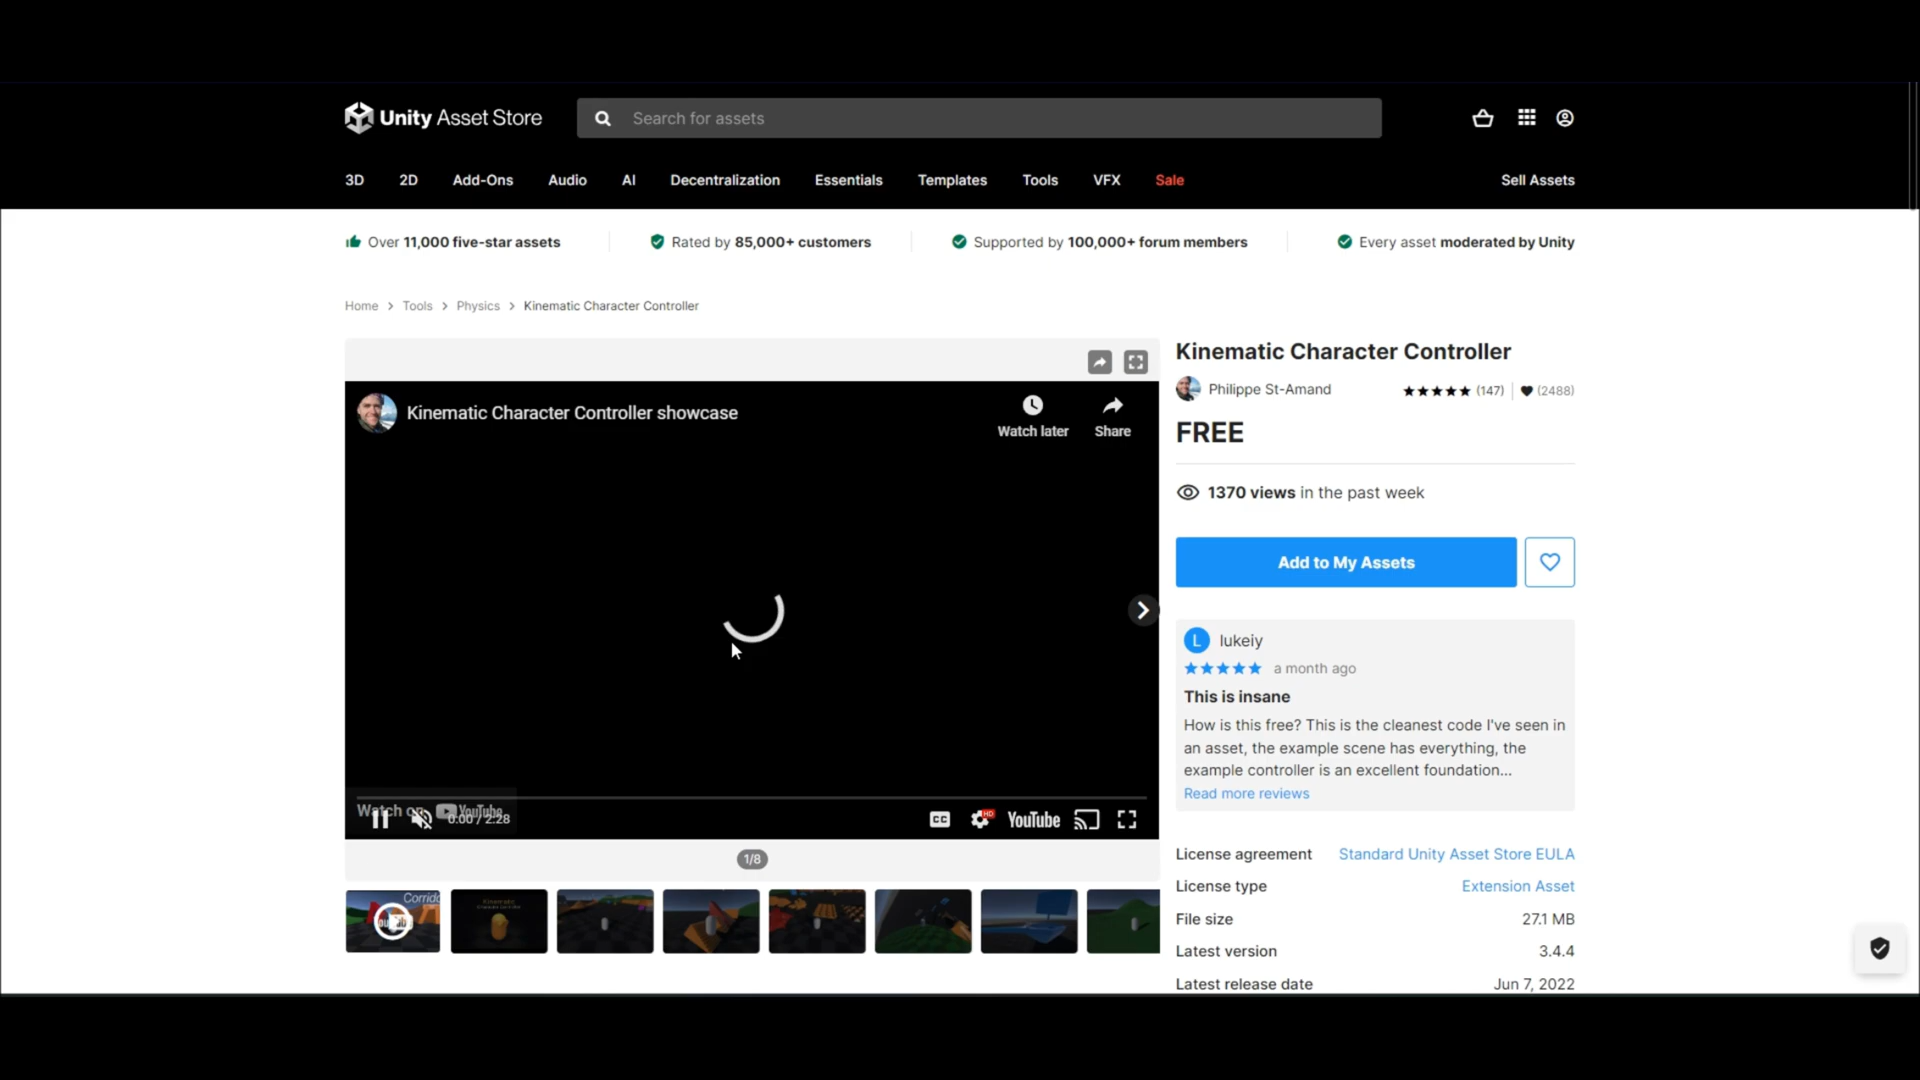 Unity Asset Store
Search for assets
3D 2D Add-Ons Audio AI Decentralization Essentials Templates Tools VFX Sale Sell Assets
Over 11,000 five-star assets
Rated by 85,000+ customers
Supported by 100,000+ forum members
Every asset moderated by Unity
Home > Tools > Physics > Kinematic Character Controller
Kinematic Character Controller showcase
Watch later
Share
Watch on YouTube
0:00 / 2:28
CC
HD
YouTube
1/8
Corrido
Kinematic
Kinematic Character Controller
Philippe St-Amand
(147)
(2488)
FREE
1370 views in the past week
Add to My Assets
L
lukeiy
a month ago
This is insane
How is this free? This is the cleanest code I've seen in
an asset, the example scene has everything, the
example controller is an excellent foundation...
Read more reviews
License agreement Standard Unity Asset Store EULA
License type Extension Asset
File size 27.1 MB
Latest version 3.4.4
Latest release date Jun 7, 2022